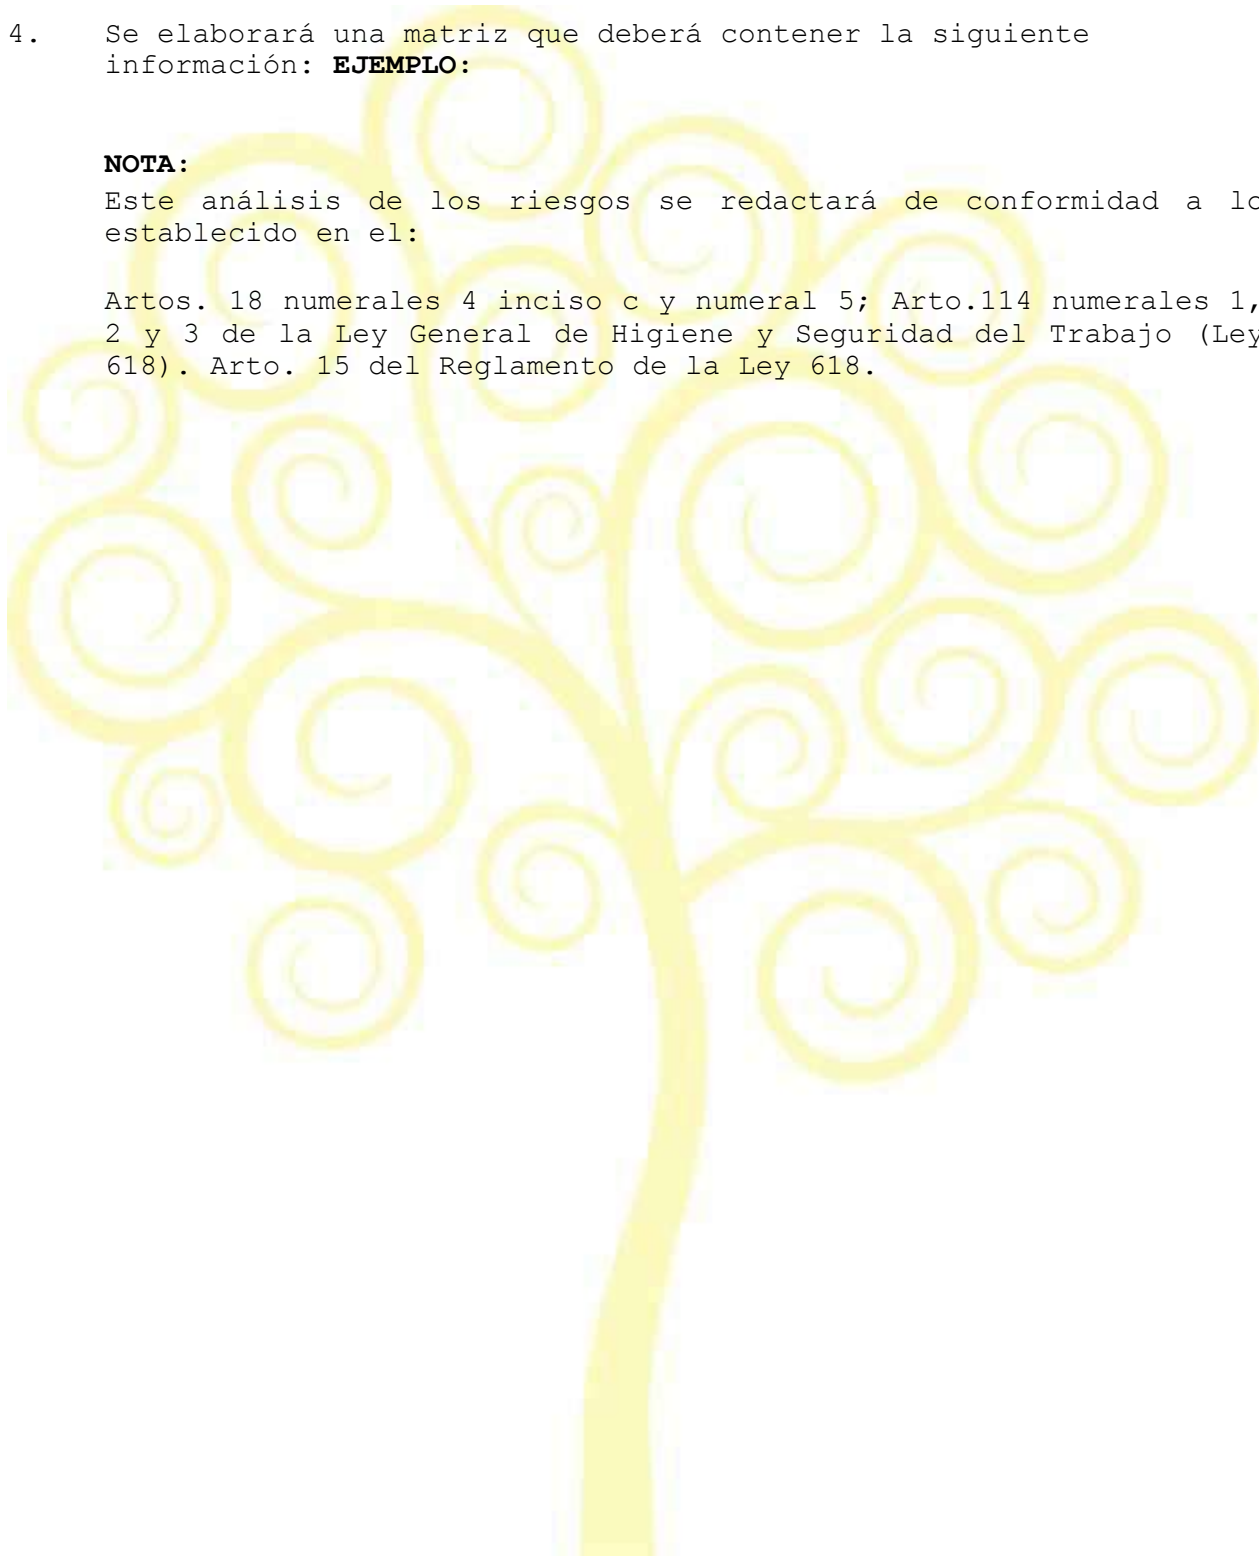 4. Se elaborará una matriz que deberá contener la siguiente
información: EJEMPLO:
NOTA:
Este análisis de los riesgos se redactará de conformidad a lo
establecido en el:
Artos. 18 numerales 4 inciso c y numeral 5; Arto.114 numerales 1,
2 y 3 de la Ley General de Higiene y Seguridad del Trabajo (Ley
618). Arto. 15 del Reglamento de la Ley 618.